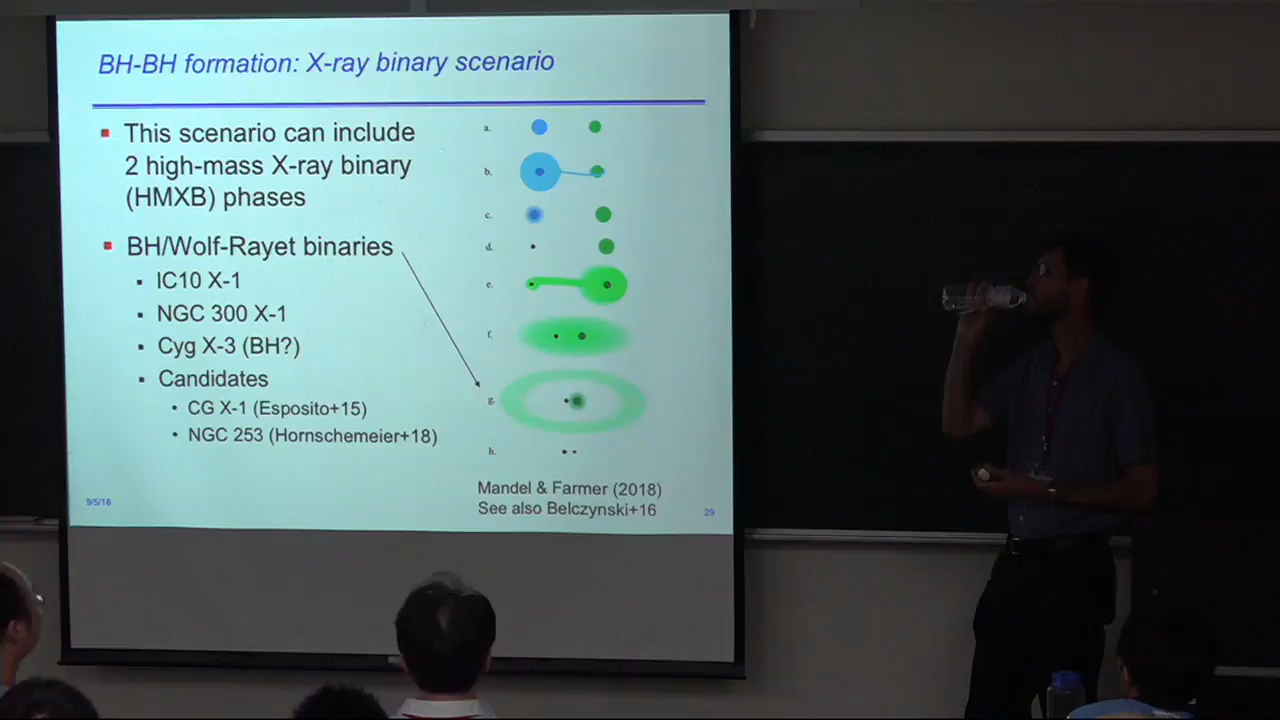 BH-BH formation: X-ray binary scenario
This scenario can include
2 high-mass X-ray binary
(HMXB) phases
BH/Wolf-Rayet binaries
IC10 X-1
NGC 300 X-1
Cyg X-3 (BH?)
Candidates
CG X-1 (Esposito+15)
NGC 253 (Hornschemeier+18)
a.
b.
c.
d.
e.
f.
g.
h.
Mandel & Farmer (2018)
See also Belczynski+16
9/5/18
29